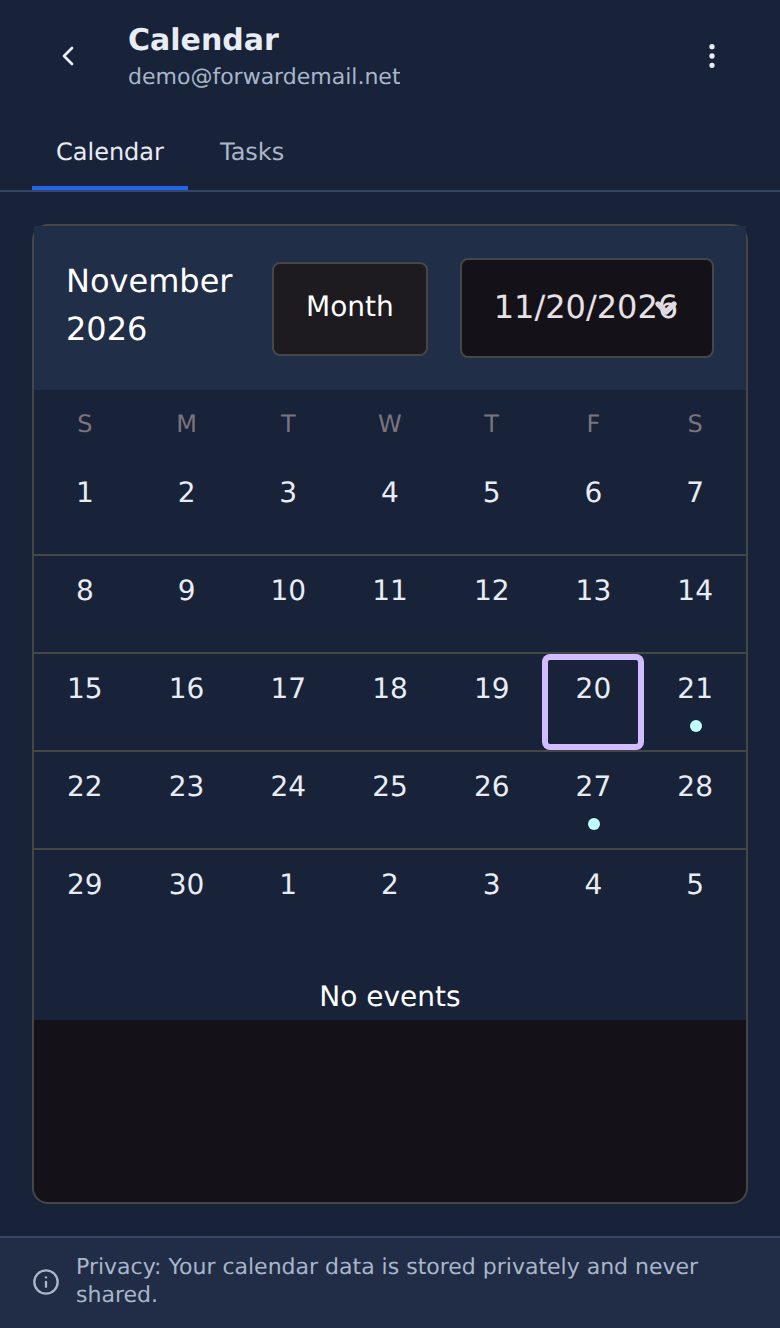 Calendar
demo@forwardemail.net
Calendar Tasks
November
2026
Month
11/20/2026
S M T W T F S
1 2 3 4 5 6 7
8 9 10 11 12 13 14
15 16 17 18 19 20 21
22 23 24 25 26 27 28
29 30 1 2 3 4 5
No events
Privacy: Your calendar data is stored privately and never
shared.